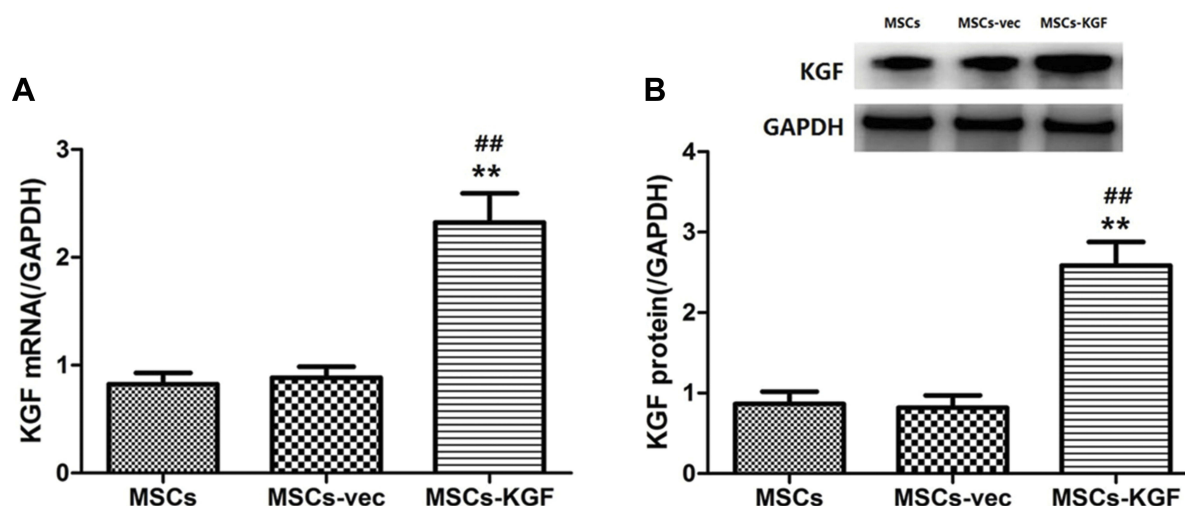 A
KGF mRNA(/GAPDH)
3
2
1
0
##
**
MSCs
MSCs-vec
MSCs-KGF
B
MSCs MSCs-vec MSCs-KGF
KGF
GAPDH
KGF protein(/GAPDH)
4
3
2
1
0
##
**
MSCs
MSCs-vec
MSCs-KGF